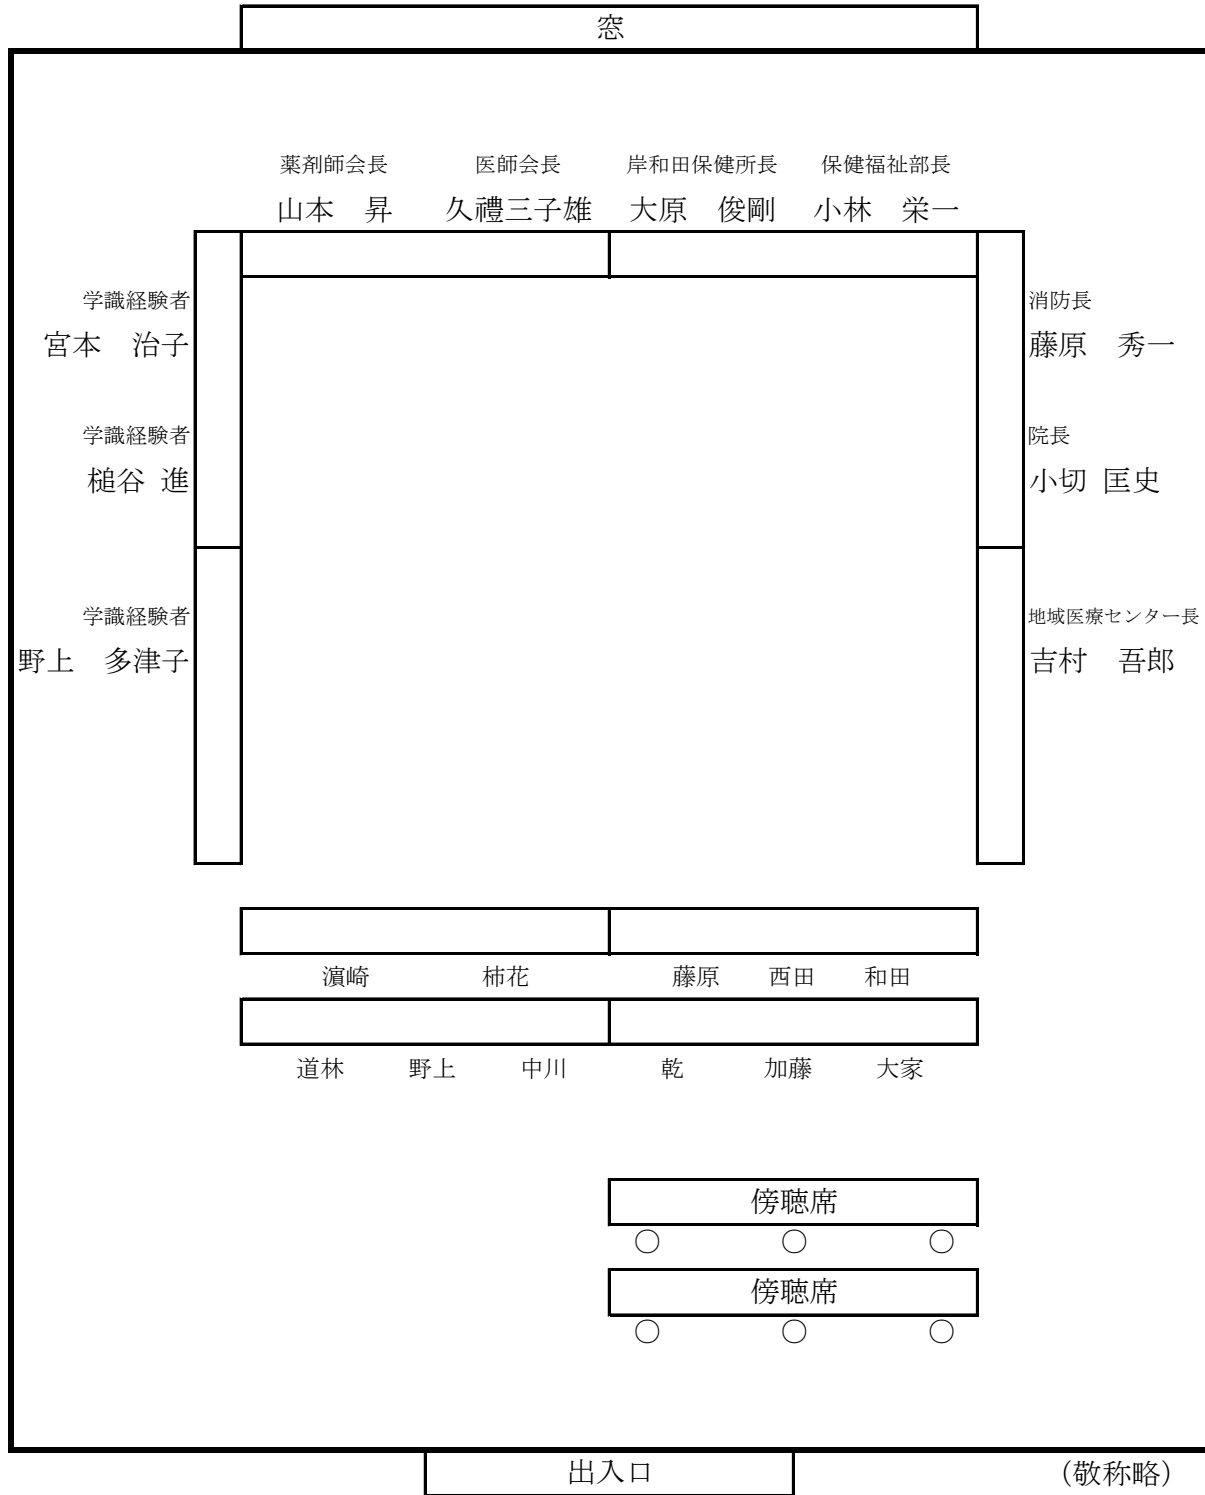 窓
薬剤師会長　医師会長　岸和田保健所長　保健福祉部長
山本　昇　久禮三子雄　大原　俊剛　小林　栄一
学識経験者　消防長
宮本　治子　藤原　秀一
学識経験者　院長
槌谷 進　小切 匡史
学識経験者　地域医療センター長
野上　多津子　吉村　吾郎
濵崎　柿花　藤原　西田　和田
道林　野上　中川　乾　加藤　大家
傍聴席
○　○　○
傍聴席
○　○　○
出入口　(敬称略)